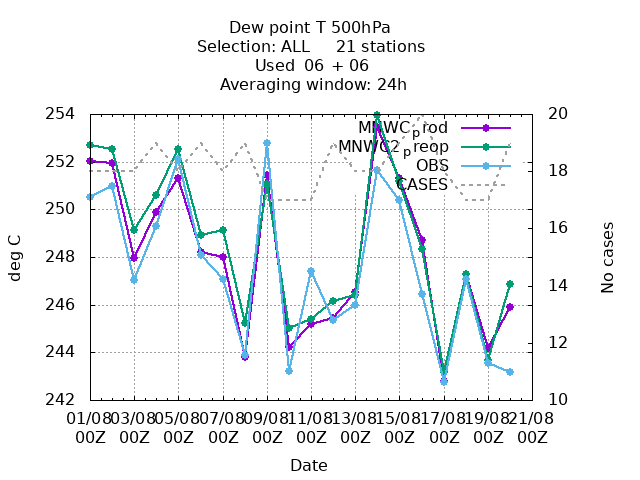 Dew point T 500hPa
Selection: ALL 21 stations
Used 06 + 06
Averaging window: 24h
254
252
250
248
246
244
242
deg C
20
18
16
14
12
10
No cases
MNWC_prod
MNWC2_preop
OBS
CASES
01/08 03/08 05/08 07/08 09/08 11/08 13/08 15/08 17/08 19/08 21/08
00Z 00Z 00Z 00Z 00Z 00Z 00Z 00Z 00Z 00Z 00Z
Date